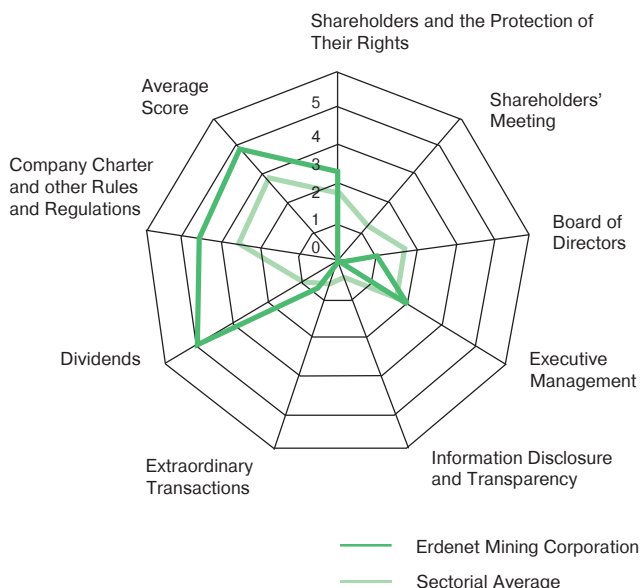 Shareholders and the Protection of
Their Rights
Average
Score
Shareholders'
Meeting
5
4
3
2
1
0
Company Charter
and other Rules
and Regulations
Board of
Directors
Dividends
Executive
Management
Extraordinary
Transactions
Information Disclosure
and Transparency
Erdenet Mining Corporation
Sectorial Average